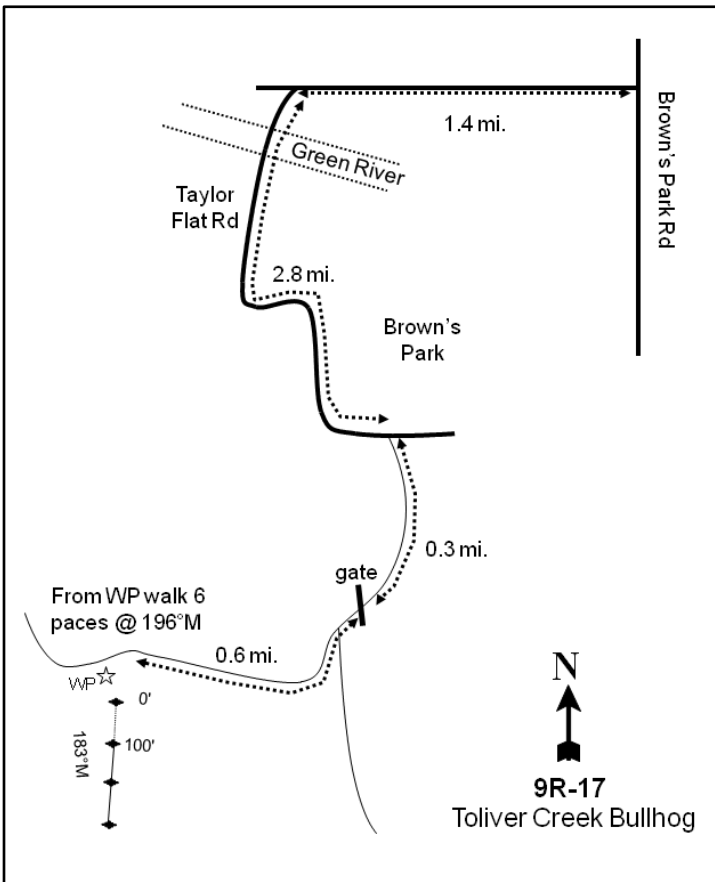 1.4 mi.
Brown's Park Rd
Green River
Taylor
Flat Rd
2.8 mi.
Brown's
Park
0.3 mi.
gate
From WP walk 6
paces @ 196°M
0.6 mi.
WP
0'
100'
183°M
N
9R-17
Toliver Creek Bullhog